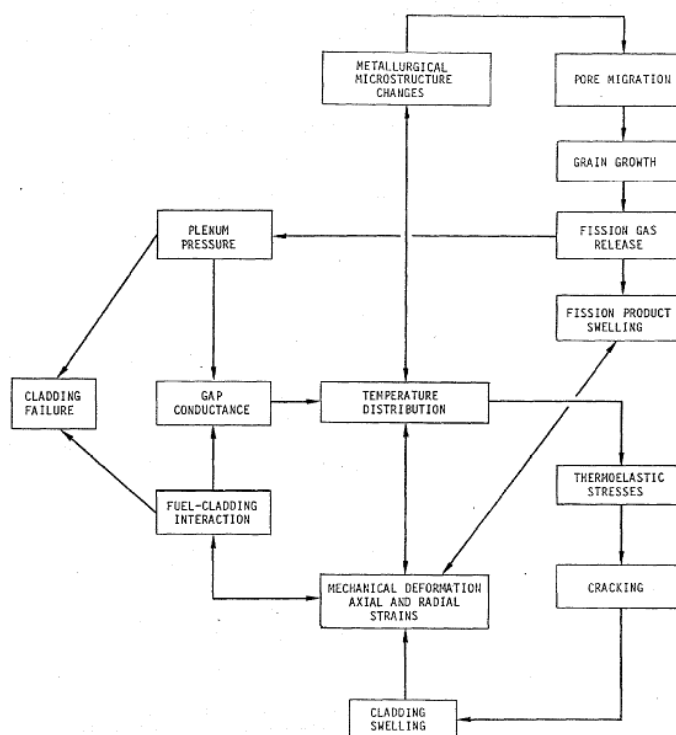 METALLURGICAL
MICROSTRUCTURE
CHANGES
PORE MIGRATION
GRAIN GROWTH
PLENUM
PRESSURE
FISSION GAS
RELEASE
FISSION PRODUCT
SWELLING
CLADDING
FAILURE
GAP
CONDUCTANCE
TEMPERATURE
DISTRIBUTION
THERMOELASTIC
STRESSES
FUEL-CLADDING
INTERACTION
MECHANICAL DEFORMATION
AXIAL AND RADIAL
STRAINS
CRACKING
CLADDING
SWELLING